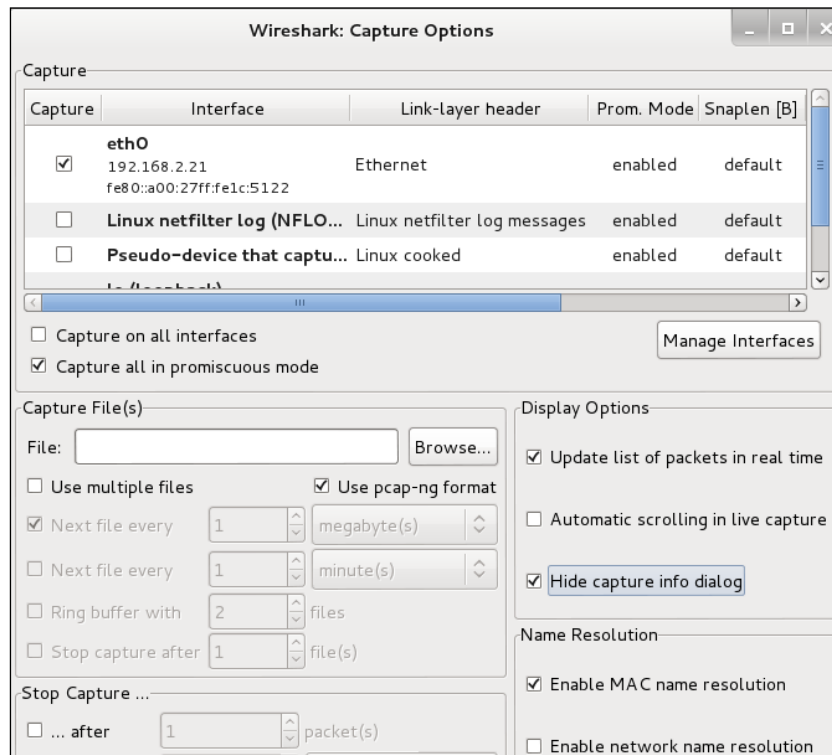 Wireshark: Capture Options
Capture
Capture Interface Link-layer header Prom. Mode Snaplen [B]
eth0
192.168.2.21 Ethernet enabled default
fe80::a00:27ff:fe1c:5122
Linux netfilter log (NFLO... Linux netfilter log messages enabled default
Pseudo-device that captu... Linux cooked enabled default
lo (loopback)
Capture on all interfaces
Manage Interfaces
Capture all in promiscuous mode
Capture File(s)
File:
Browse...
Use multiple files
Use pcap-ng format
Next file every 1 megabyte(s)
Next file every 1 minute(s)
Ring buffer with 2 files
Stop capture after 1 file(s)
Stop Capture ...
... after 1 packet(s)
Display Options
Update list of packets in real time
Automatic scrolling in live capture
Hide capture info dialog
Name Resolution
Enable MAC name resolution
Enable network name resolution